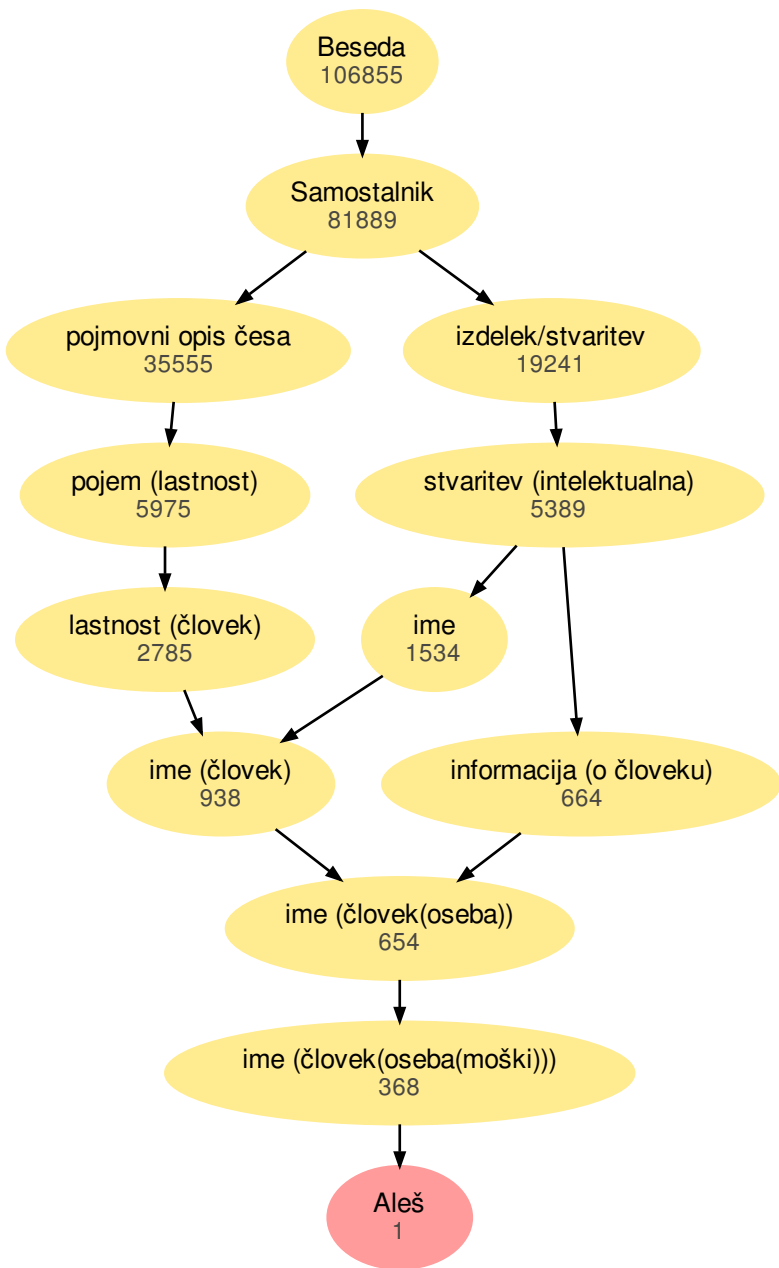 Beseda
106855
Samostalnik
81889
pojmovni opis česa
35555
izdelek/stvaritev
19241
pojem (lastnost)
5975
stvaritev (intelektualna)
5389
lastnost (človek)
2785
ime
1534
ime (človek)
938
informacija (o človeku)
664
ime (človek(oseba))
654
ime (človek(oseba(moški)))
368
Aleš
1